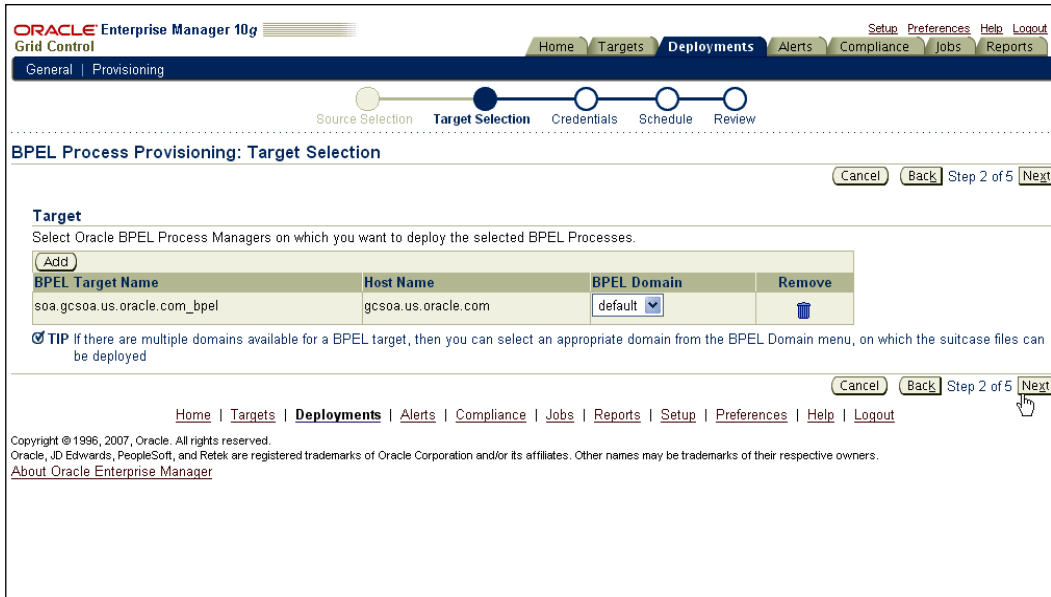 ORACLE Enterprise Manager 10g
Grid Control
Setup Preferences Help Logout
Home Targets Deployments Alerts Compliance Jobs Reports
General | Provisioning
Source Selection Target Selection Credentials Schedule Review
BPEL Process Provisioning: Target Selection
Cancel Back Step 2 of 5 Next
Target
Select Oracle BPEL Process Managers on which you want to deploy the selected BPEL Processes.
Add
BPEL Target Name Host Name BPEL Domain Remove
soa.gcsoa.us.oracle.com_bpel gcsoa.us.oracle.com default
TIP If there are multiple domains available for a BPEL target, then you can select an appropriate domain from the BPEL Domain menu, on which the suitcase files can
be deployed
Cancel Back Step 2 of 5 Next
Home | Targets | Deployments | Alerts | Compliance | Jobs | Reports | Setup | Preferences | Help | Logout
Copyright © 1996, 2007, Oracle. All rights reserved.
Oracle, JD Edwards, PeopleSoft, and Retek are registered trademarks of Oracle Corporation and/or its affiliates. Other names may be trademarks of their respective owners.
About Oracle Enterprise Manager